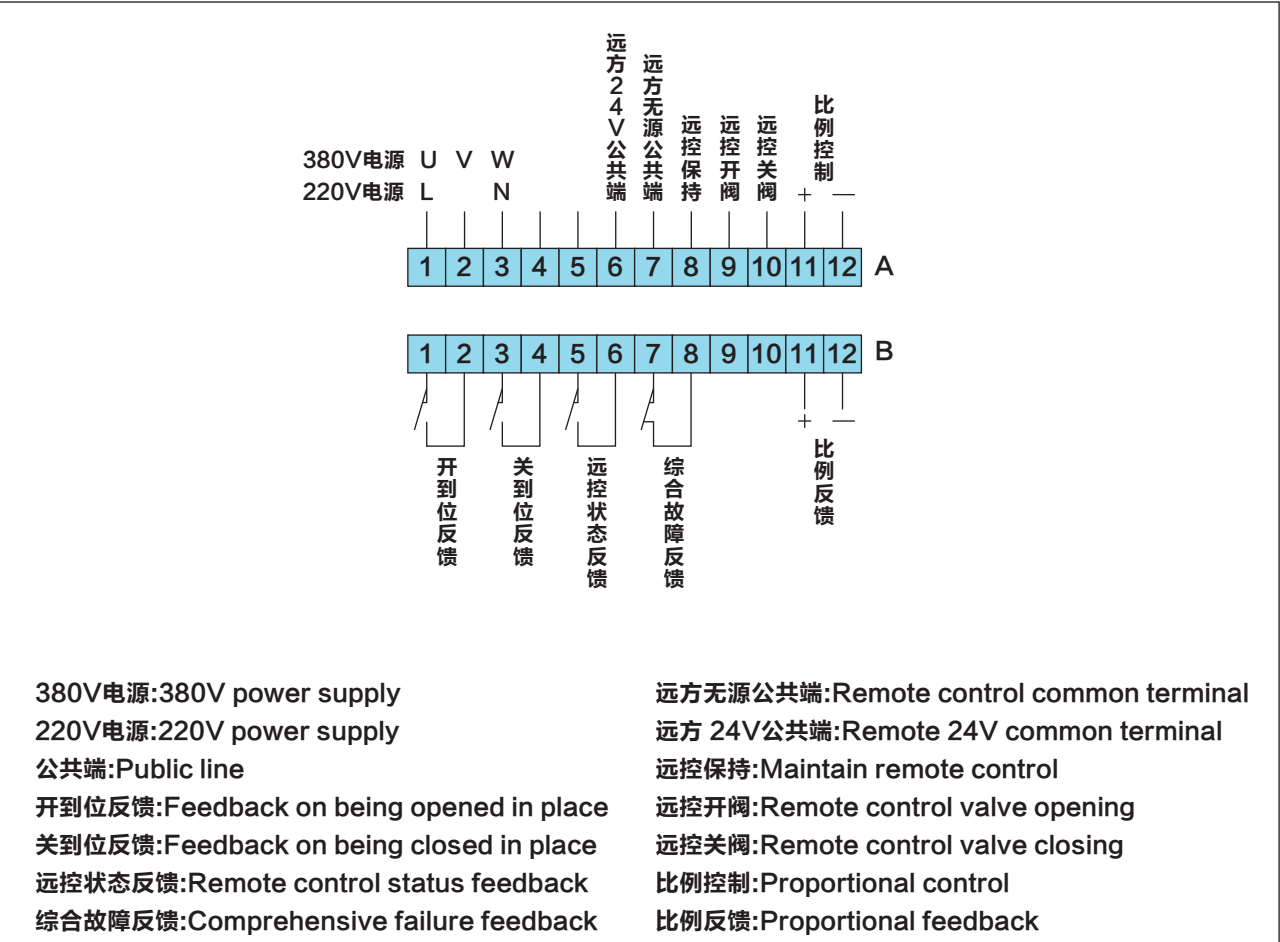 远方24V公共端
远方无源公共端
远控保持
远控开阀
远控关阀
比例控制
380V电源 U V W
220V电源 L N
+ —
1 2 3 4 5 6 7 8 9 10 11 12 A
1 2 3 4 5 6 7 8 9 10 11 12 B
+ —
开到位反馈
关到位反馈
远控状态反馈
综合故障反馈
比例反馈
380V电源:380V power supply
220V电源:220V power supply
公共端:Public line
开到位反馈:Feedback on being opened in place
关到位反馈:Feedback on being closed in place
远控状态反馈:Remote control status feedback
综合故障反馈:Comprehensive failure feedback
远方无源公共端:Remote control common terminal
远方 24V公共端:Remote 24V common terminal
远控保持:Maintain remote control
远控开阀:Remote control valve opening
远控关阀:Remote control valve closing
比例控制:Proportional control
比例反馈:Proportional feedback